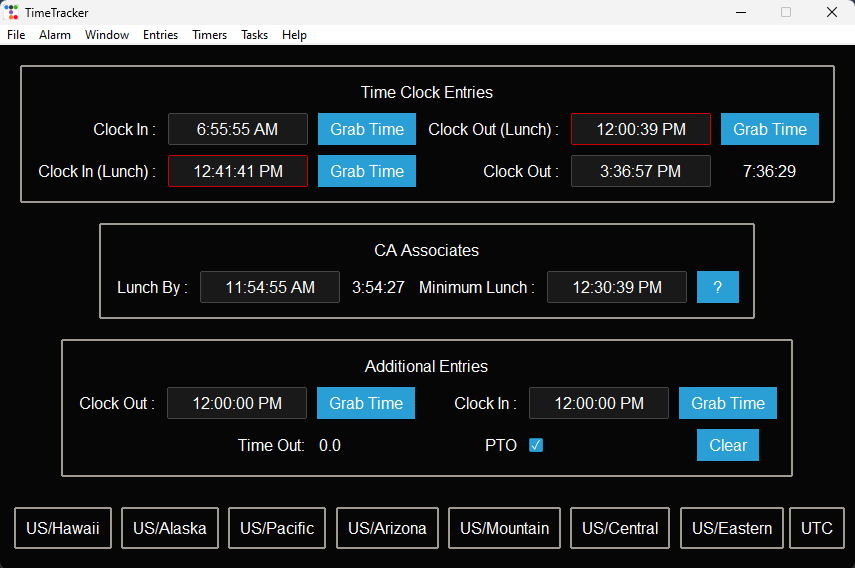 TimeTracker
File Alarm Window Entries Timers Tasks Help
Time Clock Entries
Clock In : 6:55:55 AM Grab Time Clock Out (Lunch) : 12:00:39 PM Grab Time
Clock In (Lunch) : 12:41:41 PM Grab Time Clock Out : 3:36:57 PM 7:36:29
CA Associates
Lunch By : 11:54:55 AM 3:54:27 Minimum Lunch : 12:30:39 PM ?
Additional Entries
Clock Out : 12:00:00 PM Grab Time Clock In : 12:00:00 PM Grab Time
Time Out: 0.0 PTO Clear
US/Hawaii US/Alaska US/Pacific US/Arizona US/Mountain US/Central US/Eastern UTC